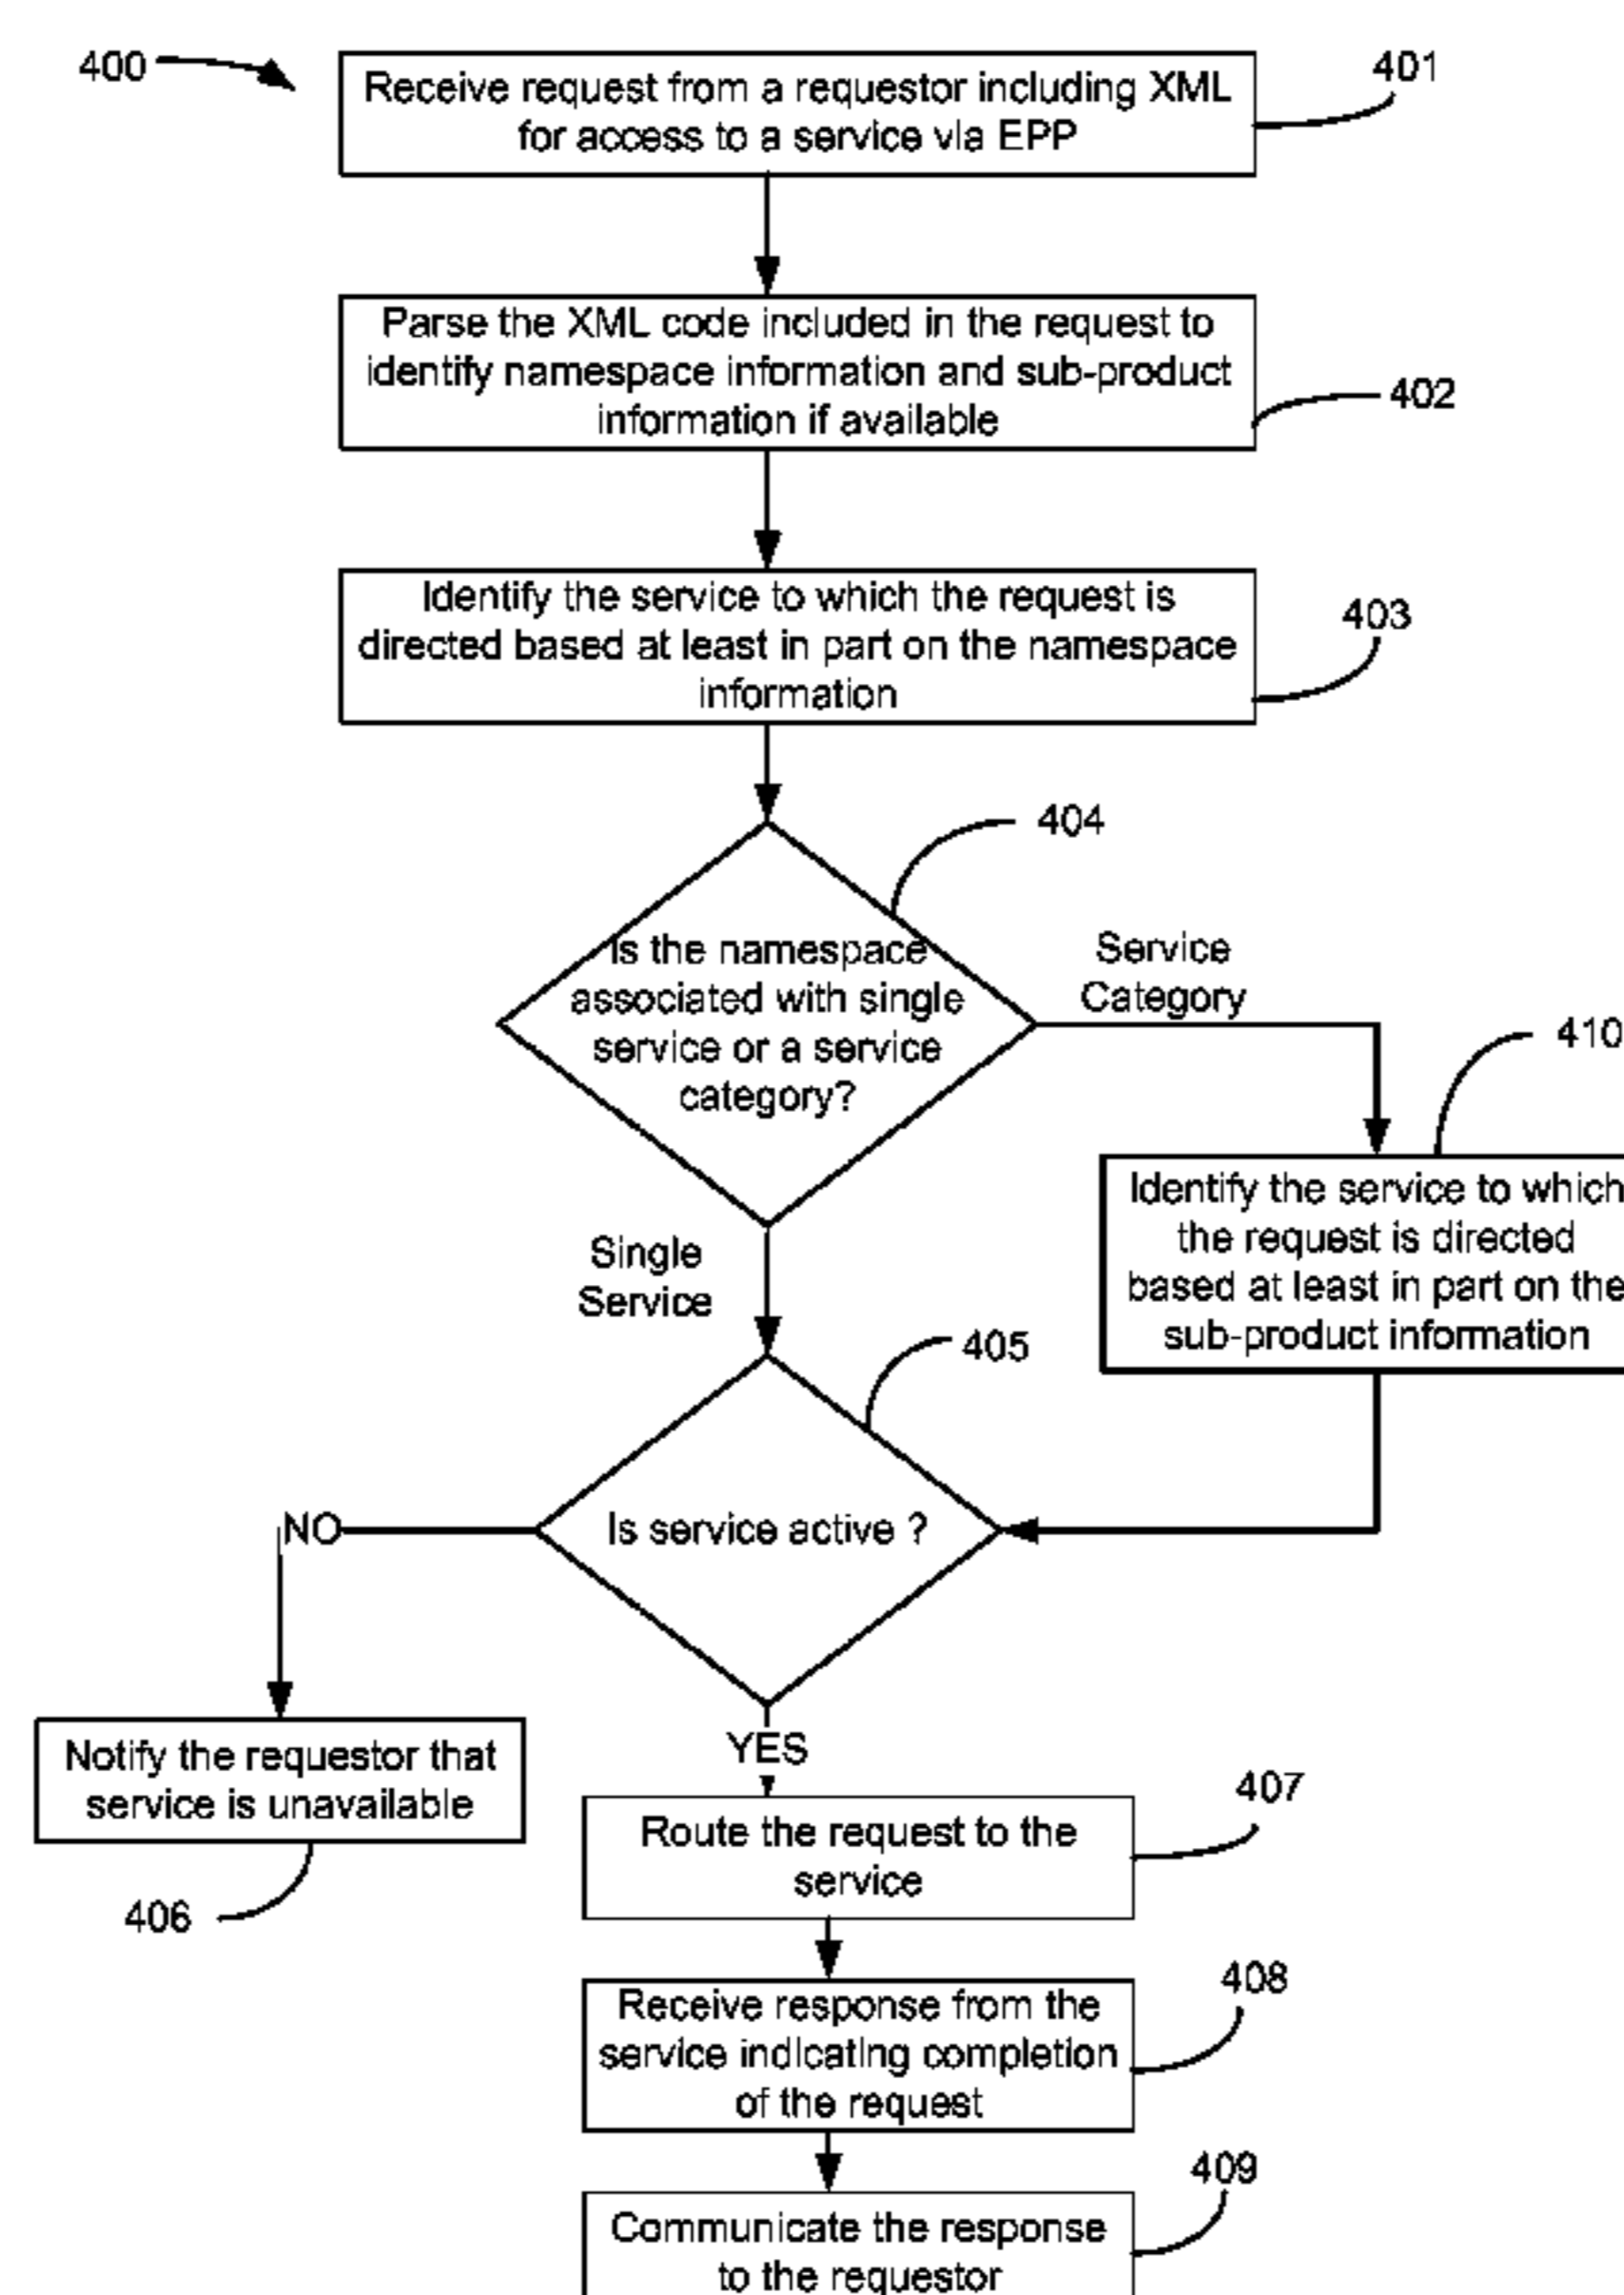 400
Receive request from a requestor including XML
for access to a service via EPP
401
Parse the XML code included in the request to
identify namespace information and sub-product
information if available
402
Identify the service to which the request is
directed based at least in part on the namespace
information
403
404
Is the namespace
associated with single
service or a service
category?
Service
Category
410
Identify the service to which
the request is directed
based at least in part on the
sub-product information
Single
Service
405
Is service active ?
NO
YES
Notify the requestor that
service is unavailable
406
Route the request to the
service
407
Receive response from the
service indicating completion
of the request
408
Communicate the response
to the requestor
409